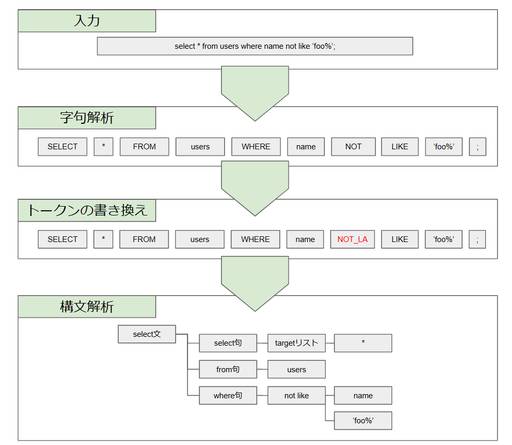 入力
select * from users where name not like 'foo%';
字句解析
SELECT * FROM users WHERE name NOT LIKE 'foo%' ;
トークンの書き換え
SELECT * FROM users WHERE name NOT_LA LIKE 'foo%' ;
構文解析
select文 select句 targetリスト *
from句 users
where句 not like name
'foo%'